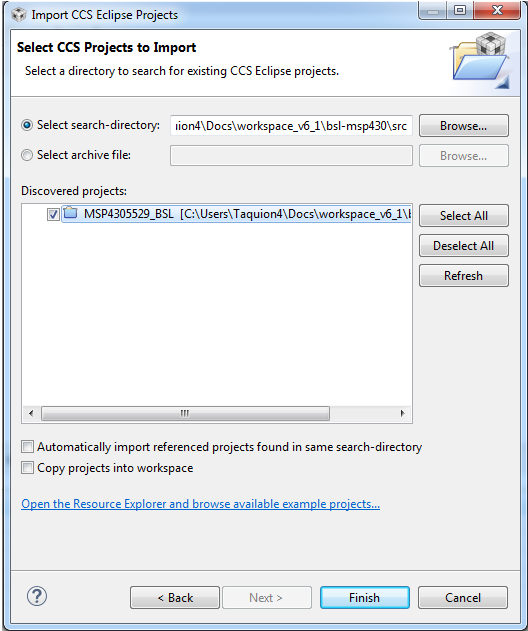 Import CCS Eclipse Projects
Select CCS Projects to Import
Select a directory to search for existing CCS Eclipse projects.
Select search-directory: ion4\Docs\workspace_v6_1\bsl-msp430\src Browse...
Select archive file: Browse...
Discovered projects:
MSP4305529_BSL [C:\Users\Taquion4\Docs\workspace_v6_1\b
Select All
Deselect All
Refresh
Automatically import referenced projects found in same search-directory
Copy projects into workspace
Open the Resource Explorer and browse available example projects...
? < Back Next > Finish Cancel